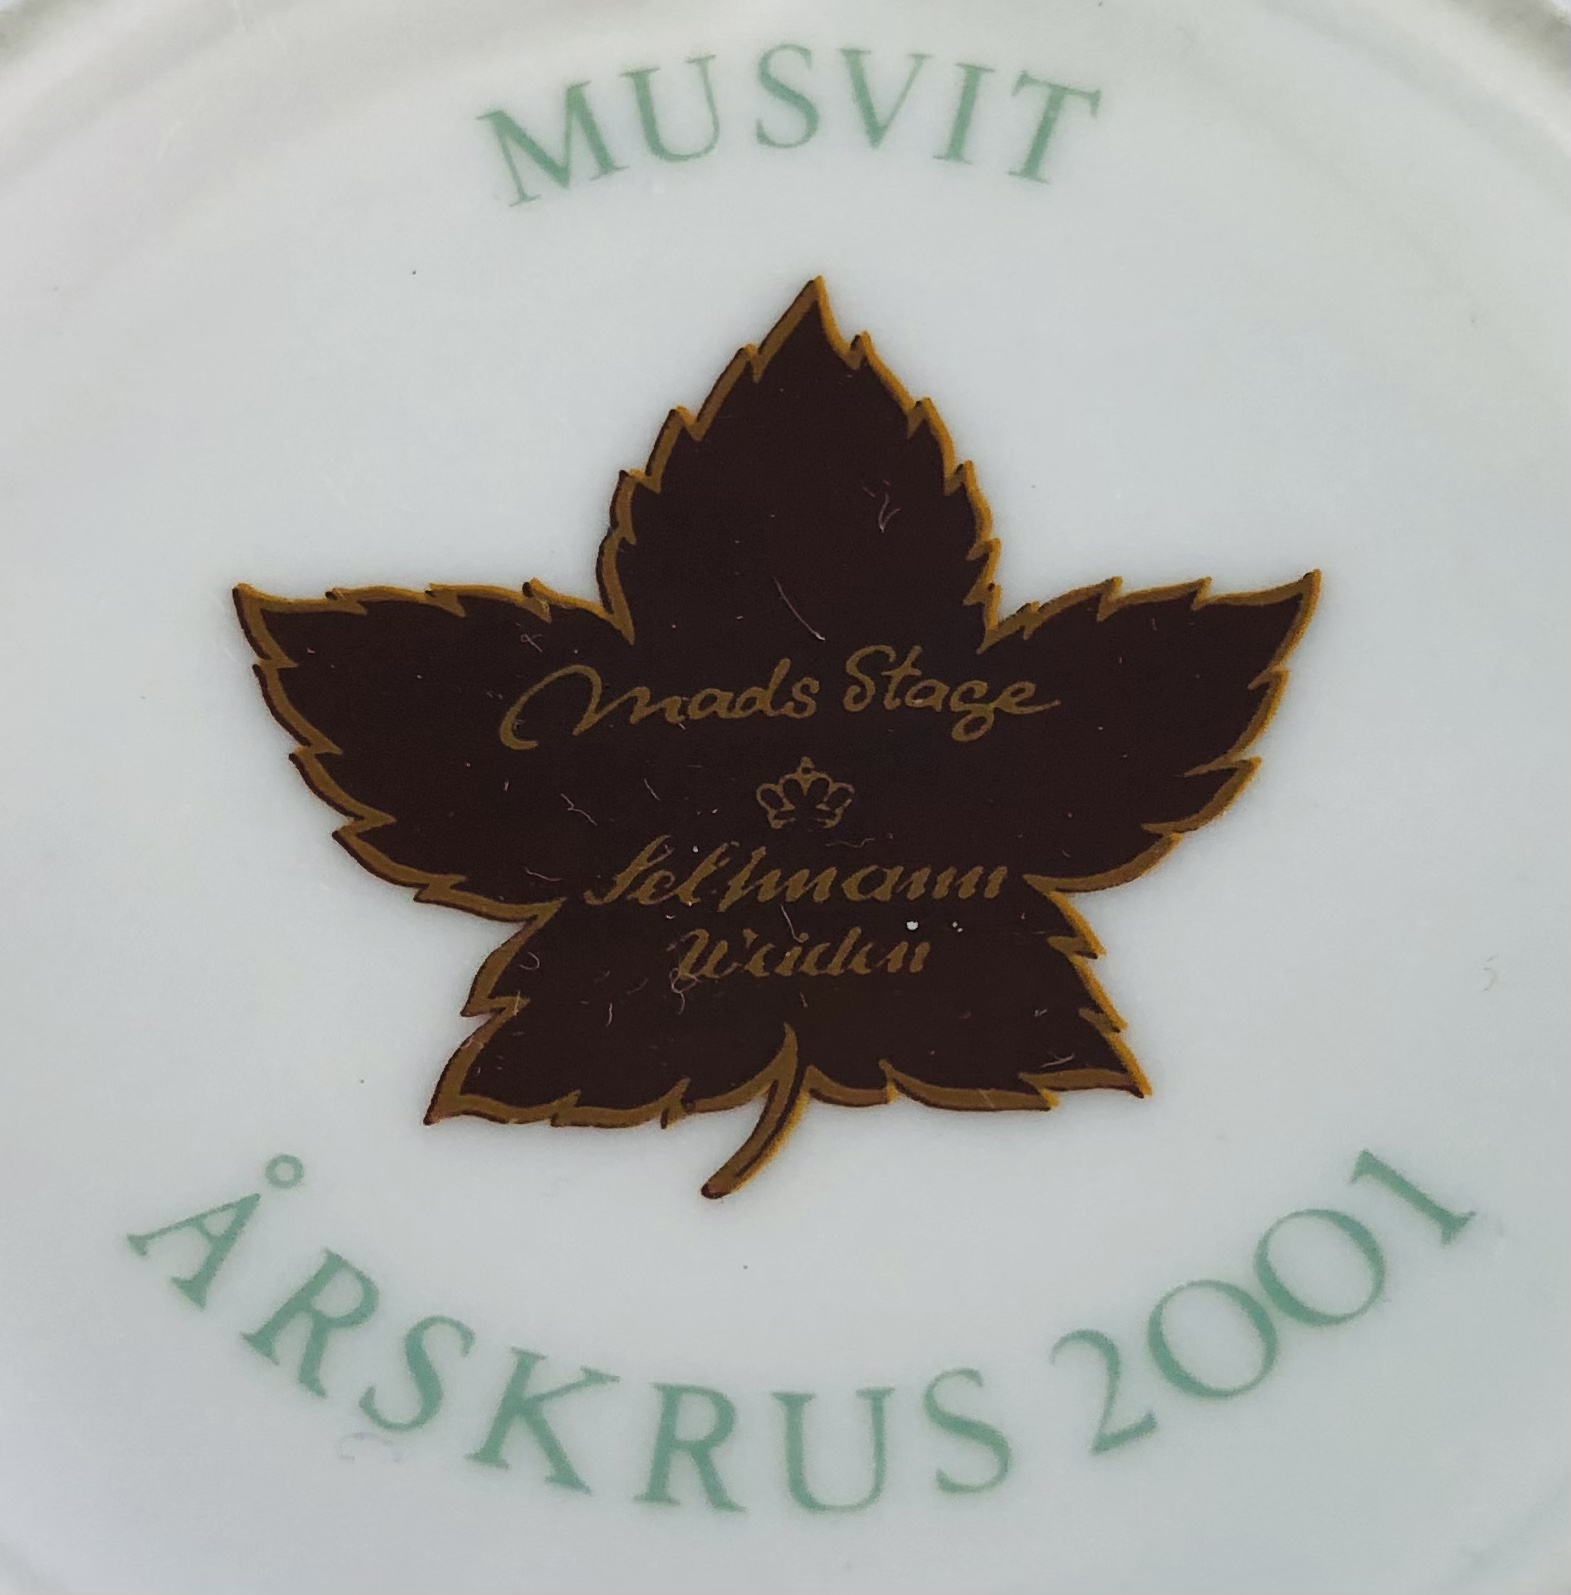 MUSVIT
Mads Stage
Seltmann
Weiden
ÅRSKRUS 2001